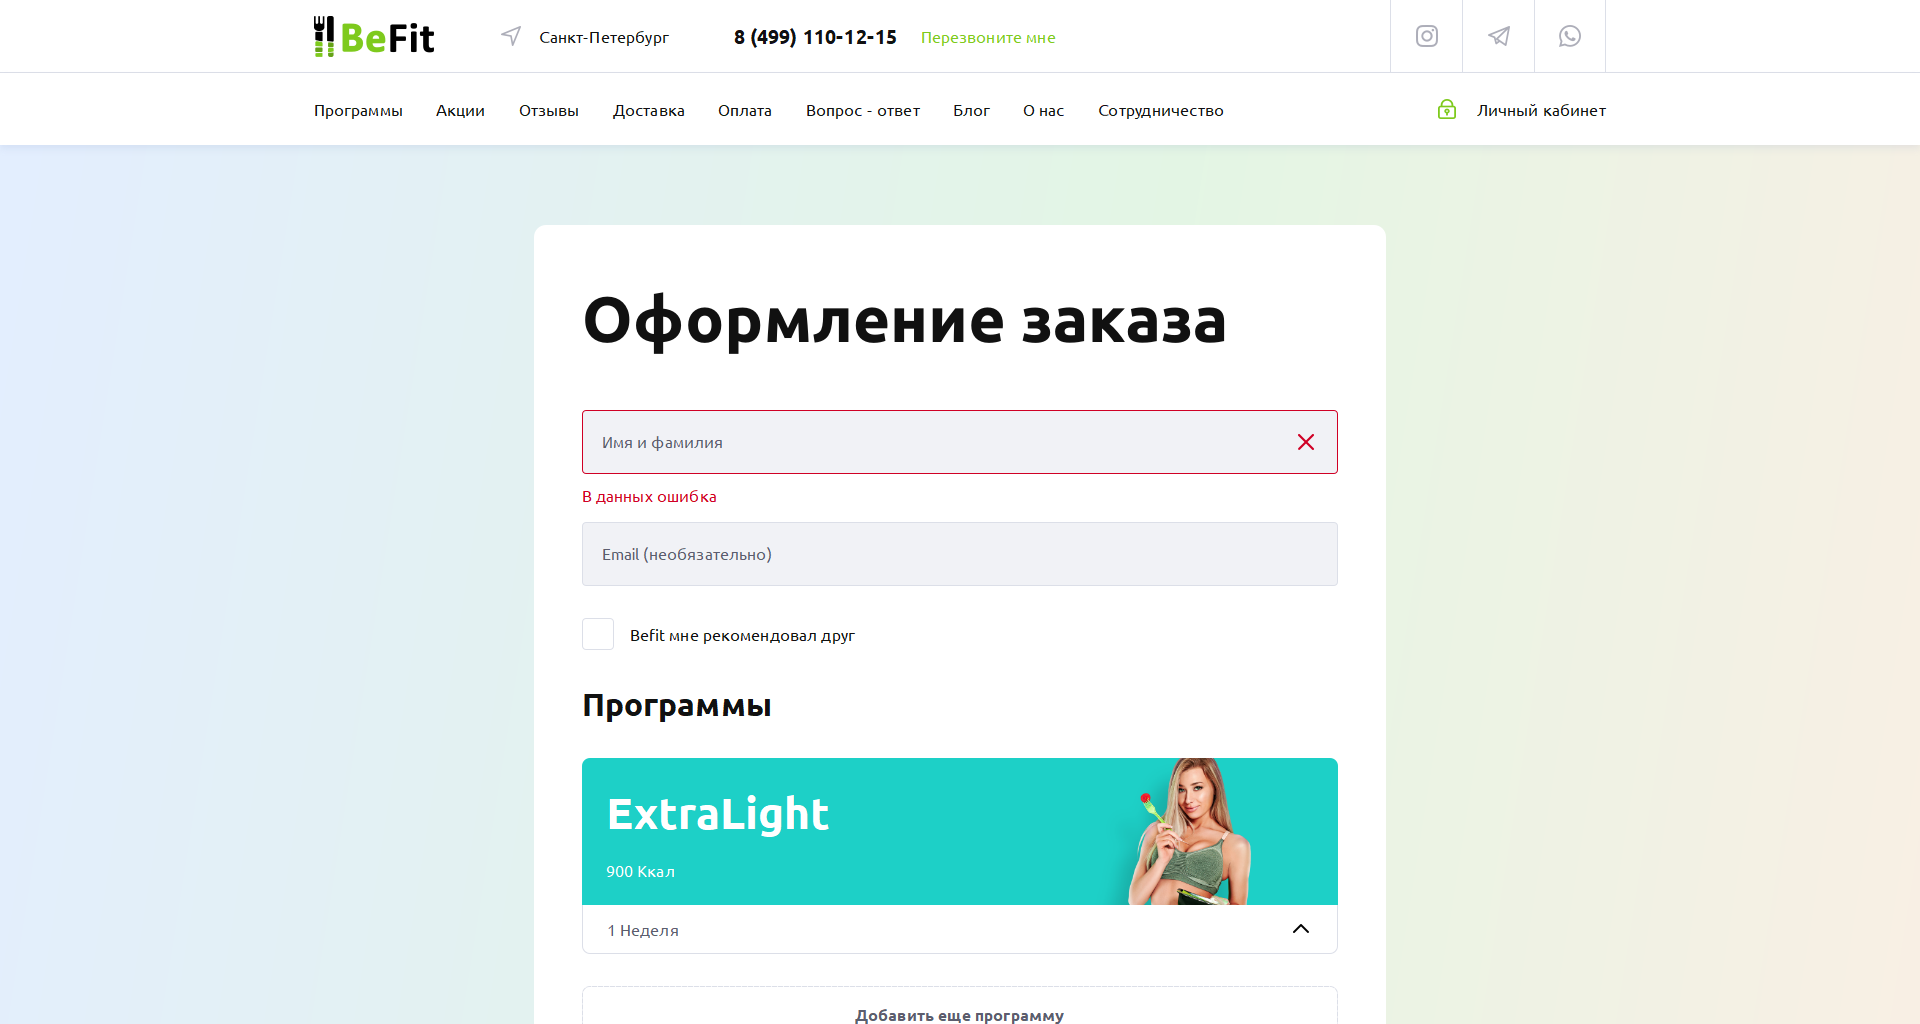 BeFit
Санкт-Петербург
8 (499) 110-12-15
Перезвоните мне
Программы
Акции
Отзывы
Доставка
Оплата
Вопрос - ответ
Блог
О нас
Сотрудничество
Личный кабинет
Оформление заказа
Имя и фамилия
В данных ошибка
Email (необязательно)
Befit мне рекомендовал друг
Программы
ExtraLight
900 Ккал
1 Неделя
Добавить еще программу